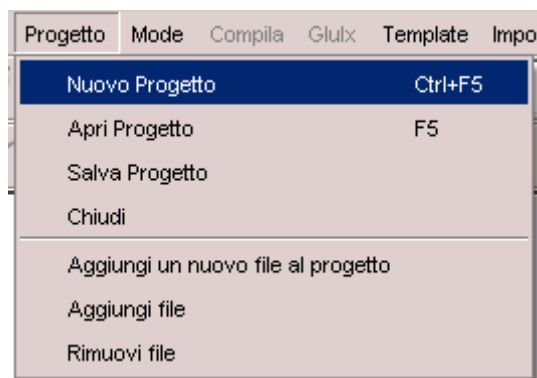 Progetto Mode Compila Glulx Template Impo
Nuovo Progetto Ctrl+F5
Apri Progetto F5
Salva Progetto
Chiudi
Aggiungi un nuovo file al progetto
Aggiungi file
Rimuovi file